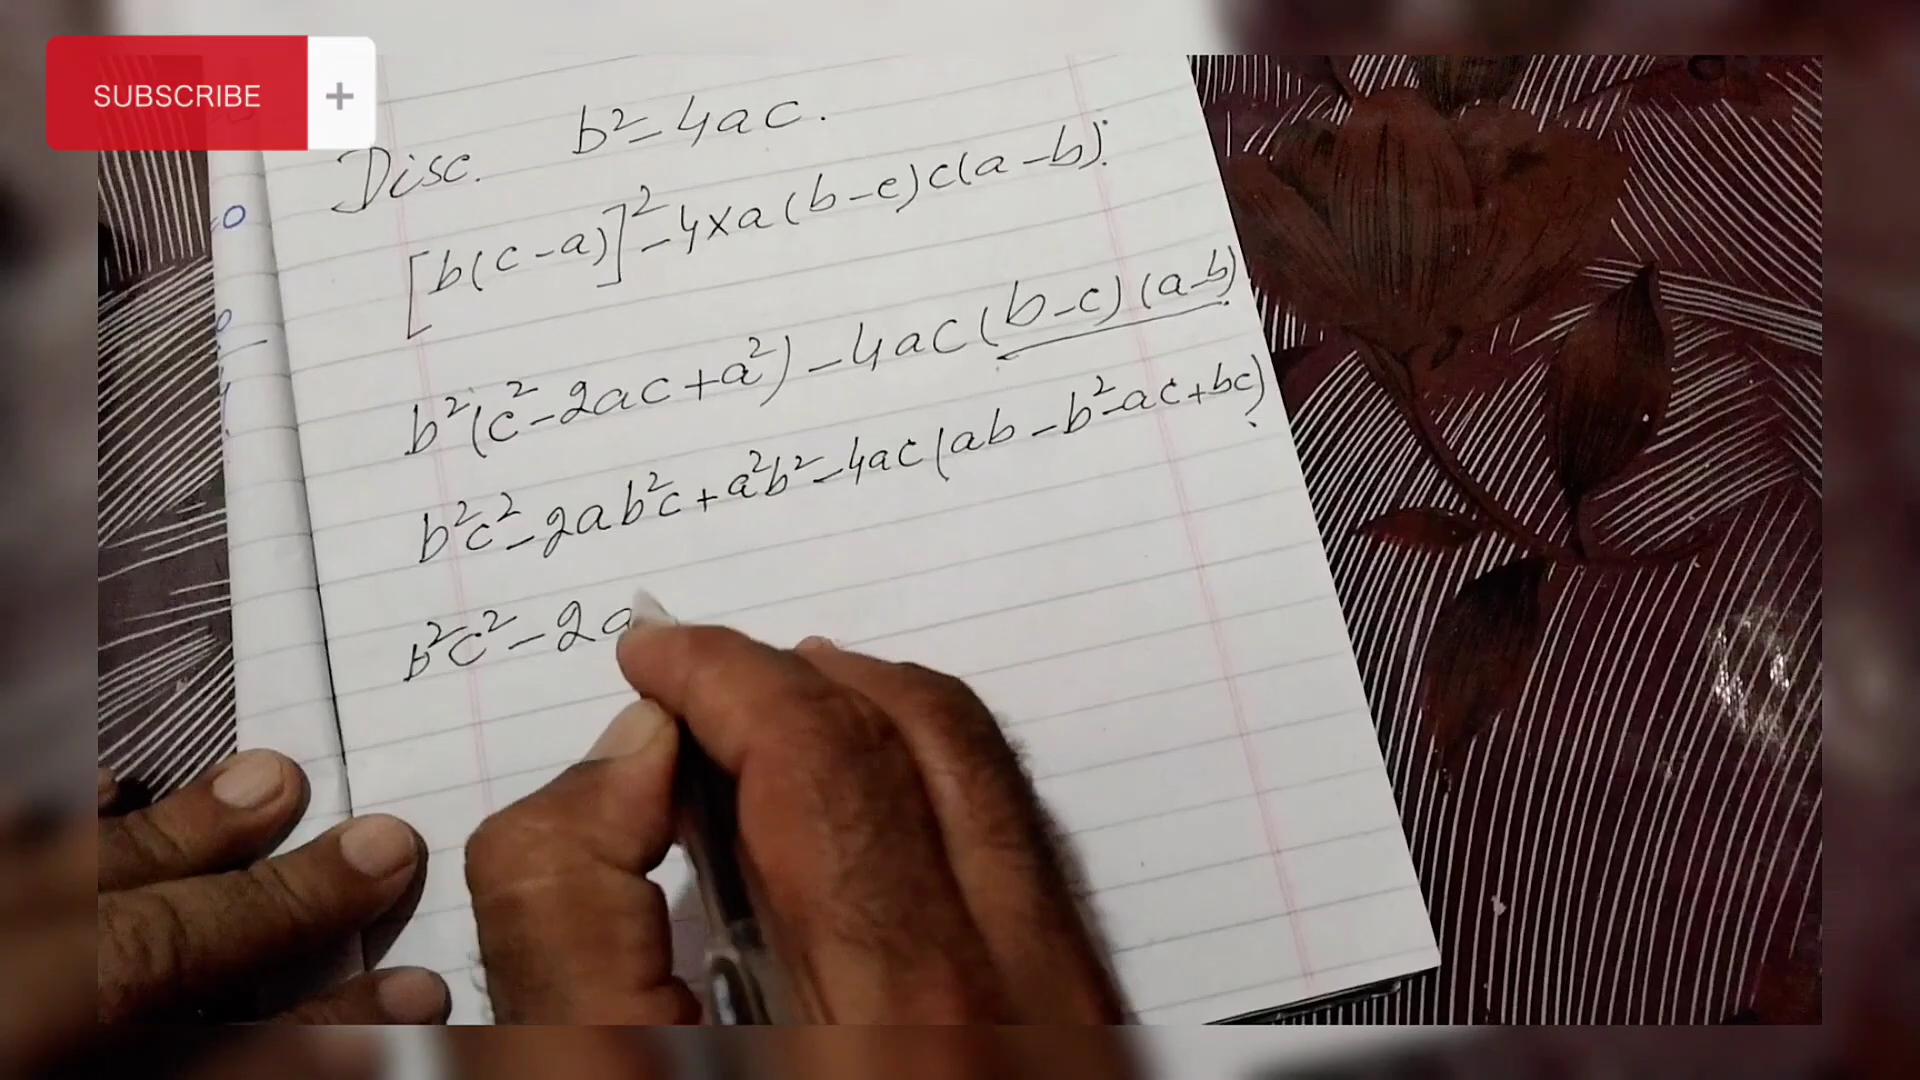 SUBSCRIBE +
b² - 4ac.
Disc.
[b(c-a)]² - 4×a(b-c)c(a-b).
b²(c² - 2ac + a²) - 4ac(b-c)(a-b)
b²c² - 2ab²c + a²b² - 4ac(ab - b² - ac + bc)
b²c² - 2a